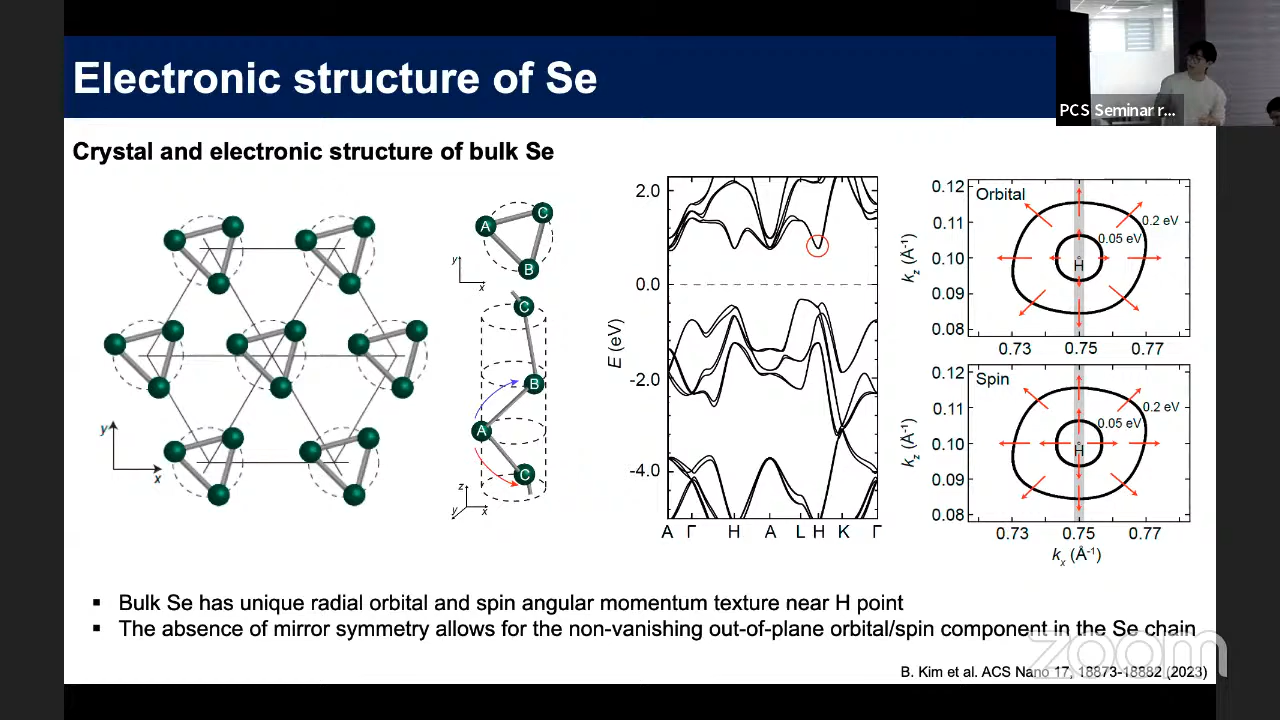 Electronic structure of Se
PCS Seminar r...
Crystal and electronic structure of bulk Se
A
C
B
y
x
C
B
A
C
z
y
x
y
x
E (eV)
2.0
0.0
-2.0
-4.0
A Γ H A L H K Γ
Orbital
0.2 eV
0.05 eV
H
kz (Å-1)
0.12
0.11
0.10
0.09
0.08
0.73 0.75 0.77
Spin
0.2 eV
0.05 eV
H
kz (Å-1)
0.12
0.11
0.10
0.09
0.08
0.73 0.75 0.77
kx (Å-1)
▪ Bulk Se has unique radial orbital and spin angular momentum texture near H point
▪ The absence of mirror symmetry allows for the non-vanishing out-of-plane orbital/spin component in the Se chain
zoom
B. Kim et al. ACS Nano 17, 18873-18882 (2023)